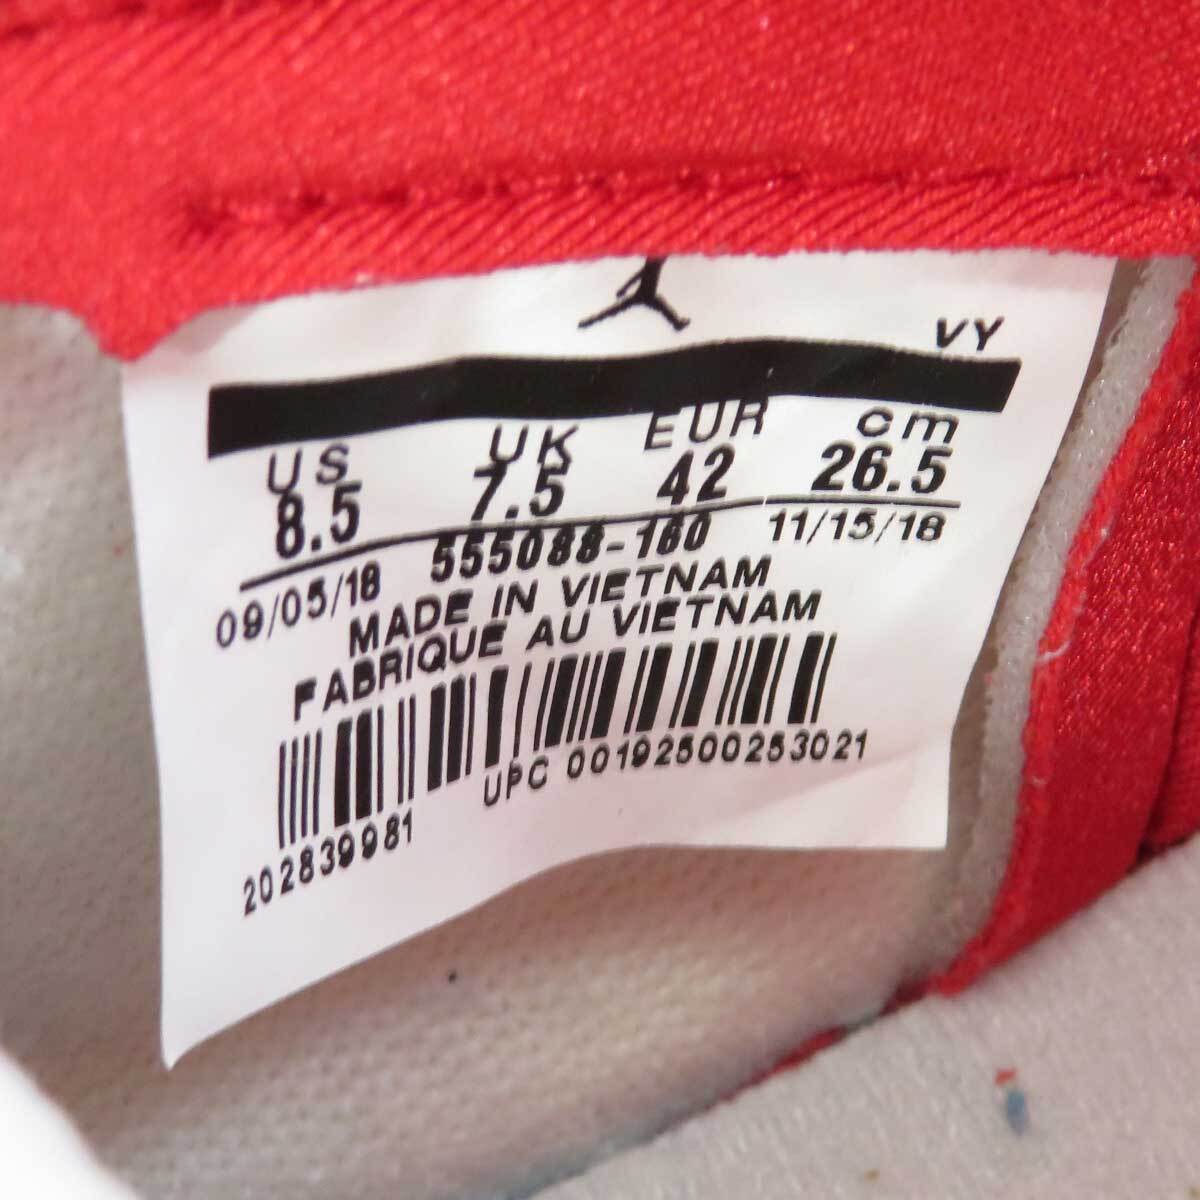 VY
US UK EUR cm
8.5 7.5 42 26.5
09/05/18 555088-160 11/15/18
MADE IN VIETNAM
FABRIQUE AU VIETNAM
UPC 00192500253021
202839981